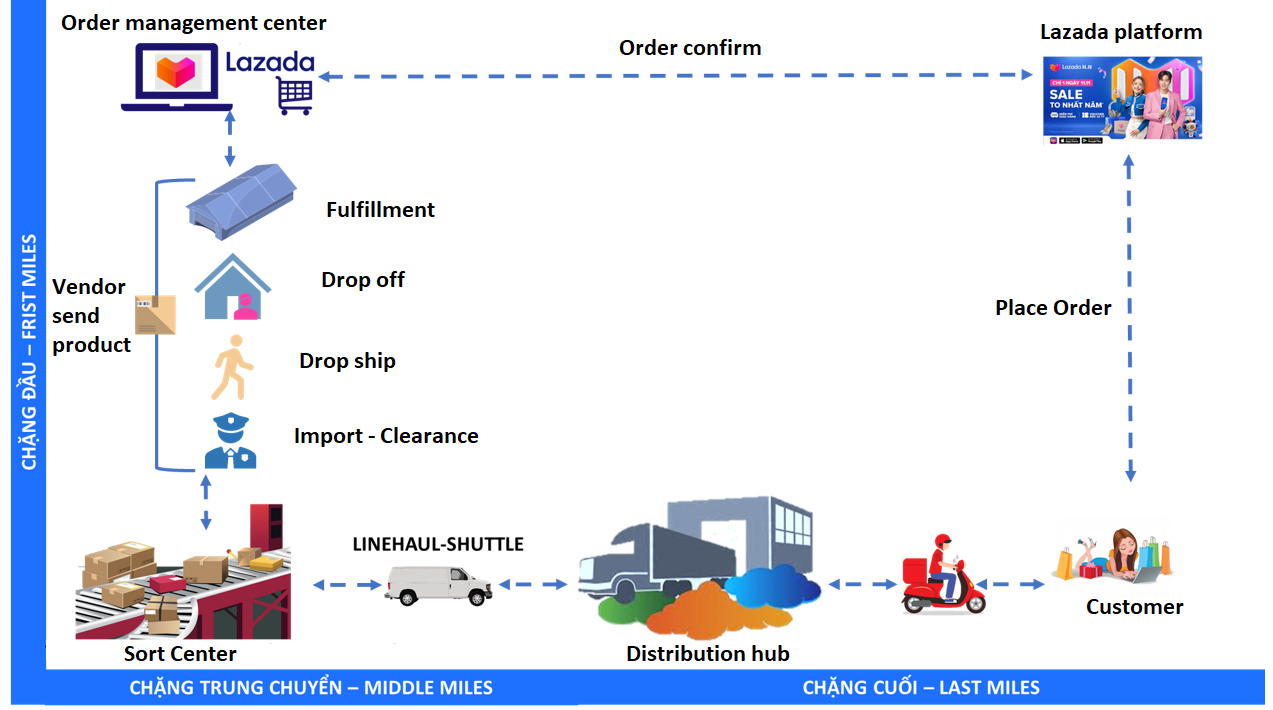 Order management center
Lazada
Order confirm
Lazada platform
Lazada
CHỈ 1 NGÀY 11.11
SALE
TO NHẤT NĂM
Fulfillment
Drop off
Vendor
send
product
Drop ship
Import - Clearance
Place Order
LINEHAUL-SHUTTLE
Sort Center
Distribution hub
Customer
CHẶNG ĐẦU – FRIST MILES
CHẶNG TRUNG CHUYỂN – MIDDLE MILES
CHẶNG CUỐI – LAST MILES